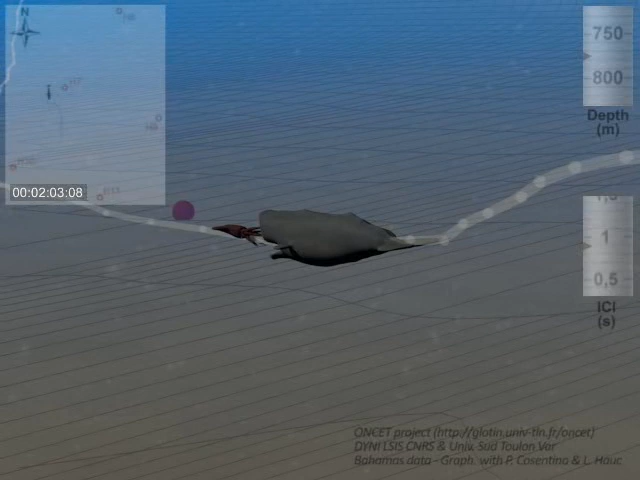 N
750
800
Depth
(m)
00:02:03:08
1
0,5
ICI
(s)
ONCET project (http://glotin.univ-tln.fr/oncet)
DYNI LSIS CNRS & Univ. Sud Toulon Var
Bahamas data - Graph. with P. Cosentino & L. Hauc